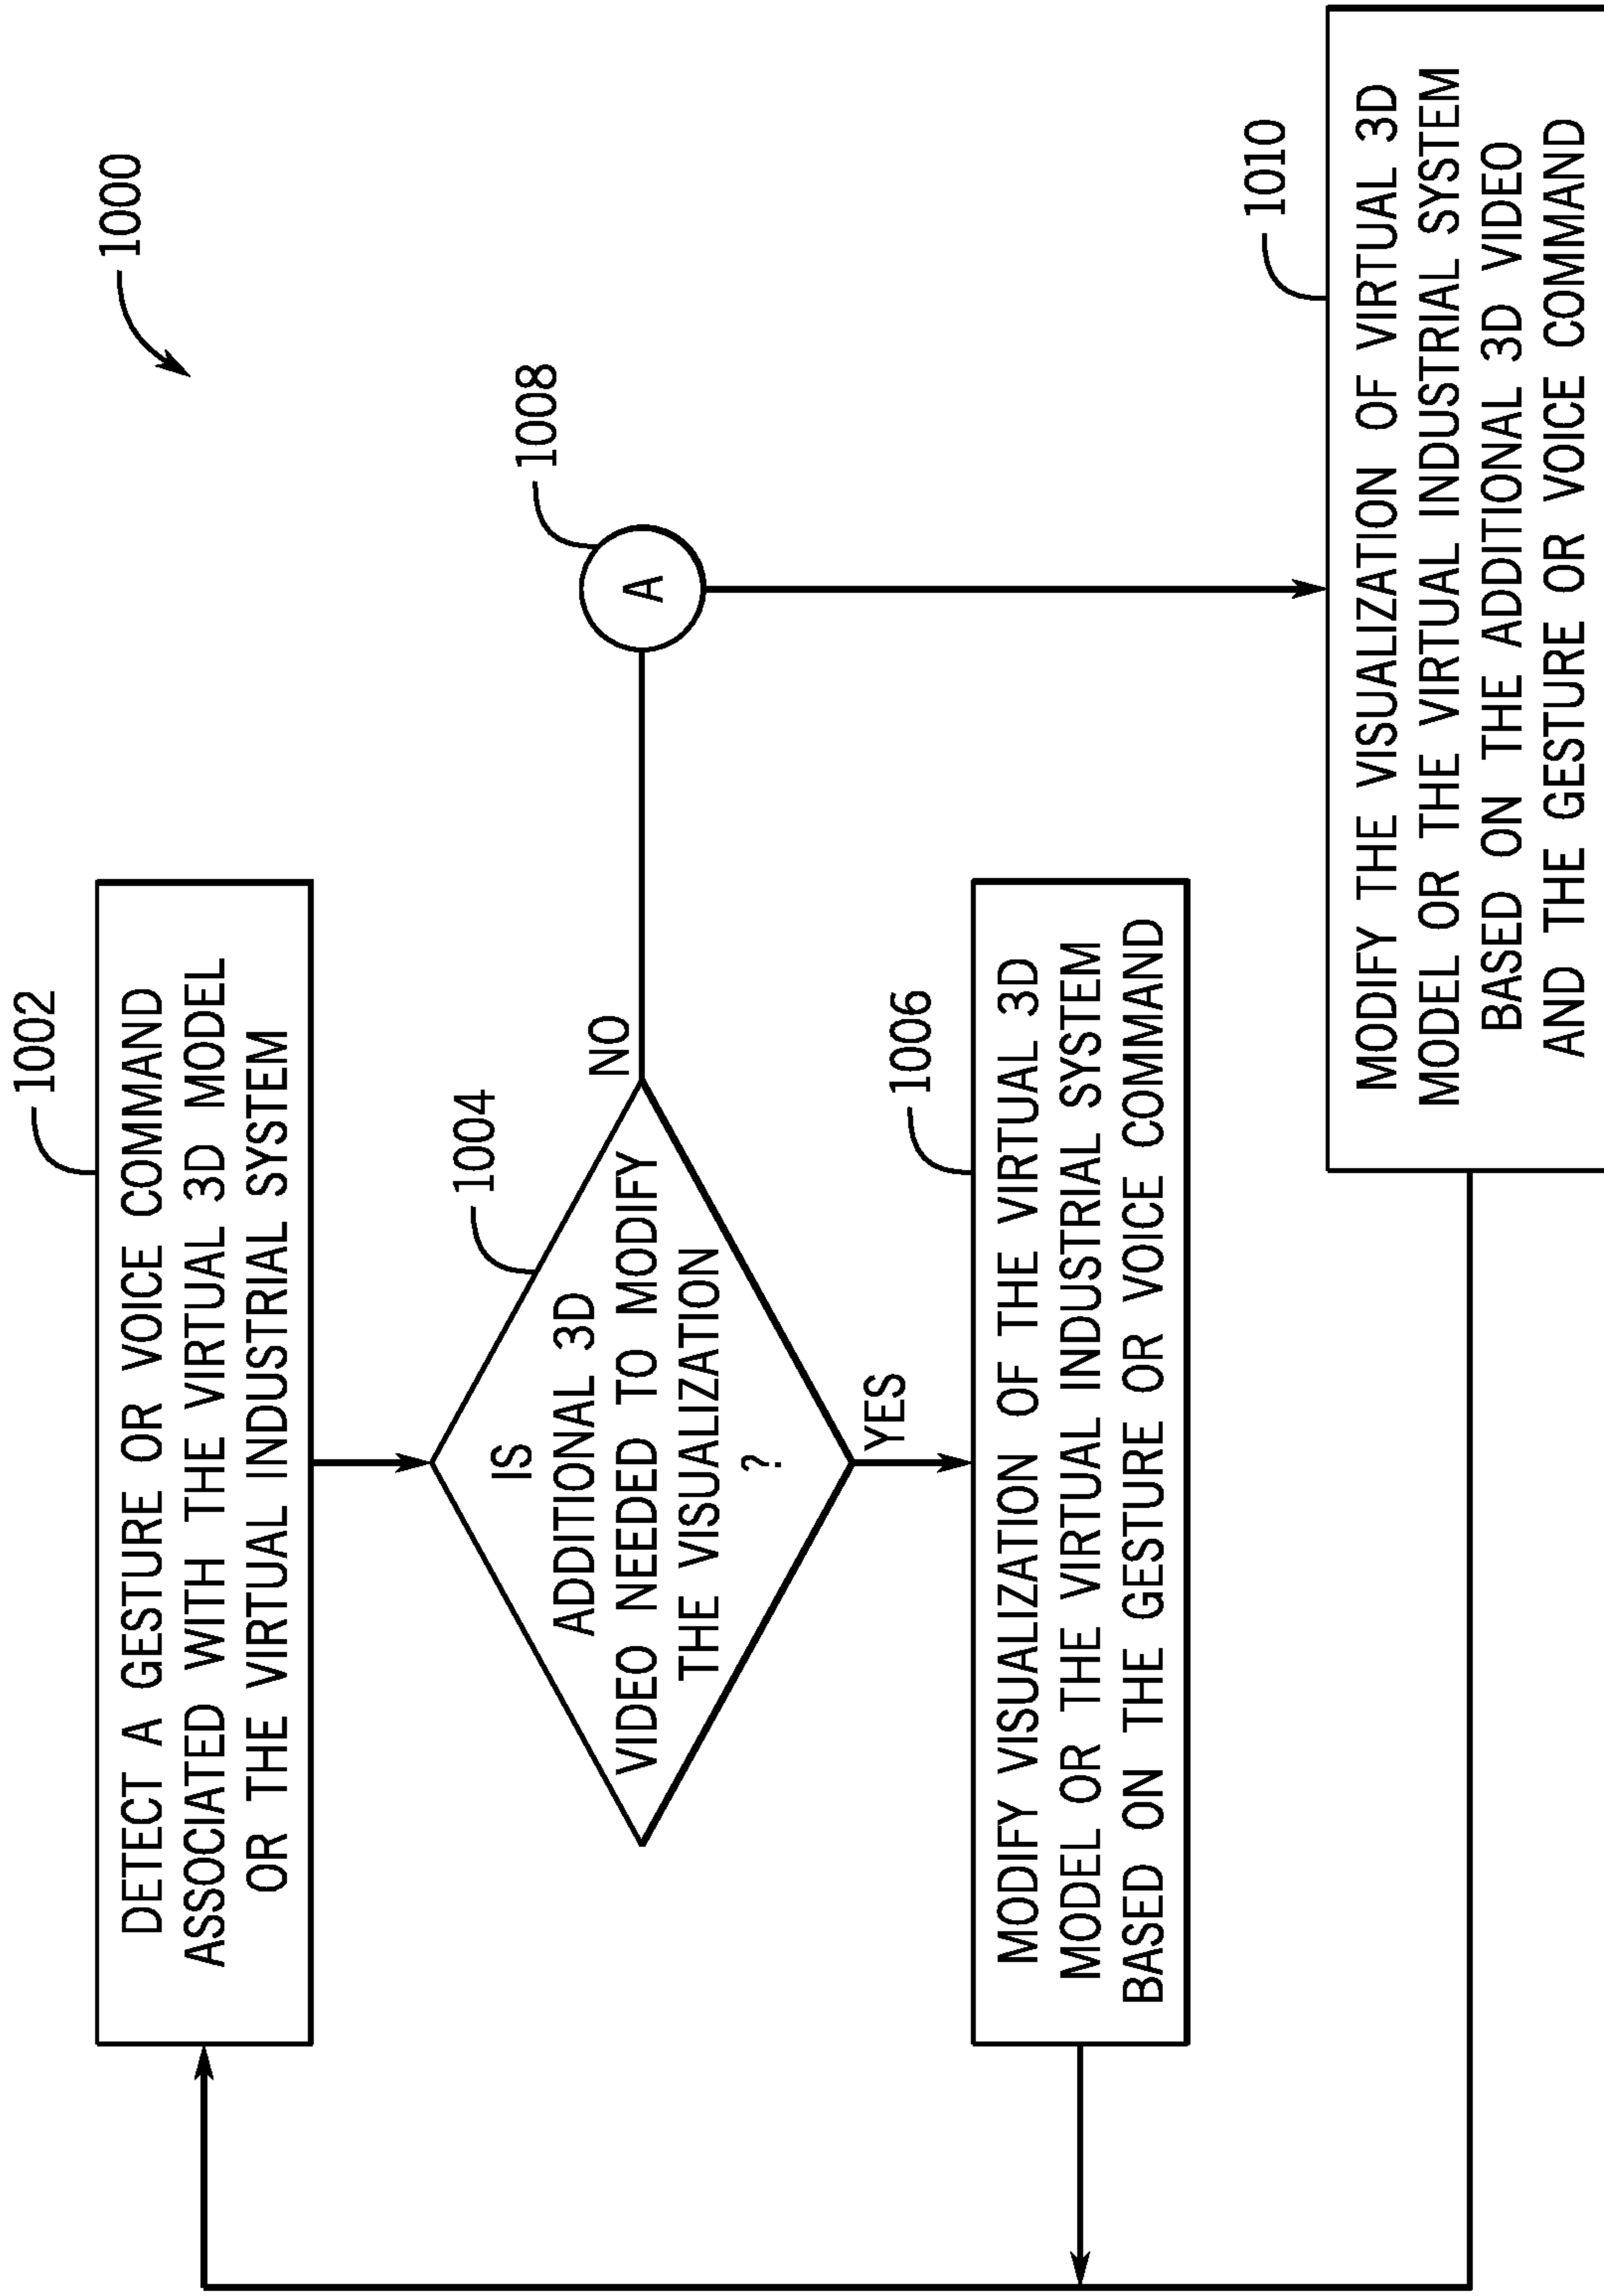 1000
1002
DETECT A GESTURE OR VOICE COMMAND
ASSOCIATED WITH THE VIRTUAL 3D MODEL
OR THE VIRTUAL INDUSTRIAL SYSTEM
1004
IS
ADDITIONAL 3D
VIDEO NEEDED TO MODIFY
THE VISUALIZATION
?
NO
1008
A
YES
1006
MODIFY VISUALIZATION OF THE VIRTUAL 3D
MODEL OR THE VIRTUAL INDUSTRIAL SYSTEM
BASED ON THE GESTURE OR VOICE COMMAND
1010
MODIFY THE VISUALIZATION OF VIRTUAL 3D
MODEL OR THE VIRTUAL INDUSTRIAL SYSTEM
BASED ON THE ADDITIONAL 3D VIDEO
AND THE GESTURE OR VOICE COMMAND